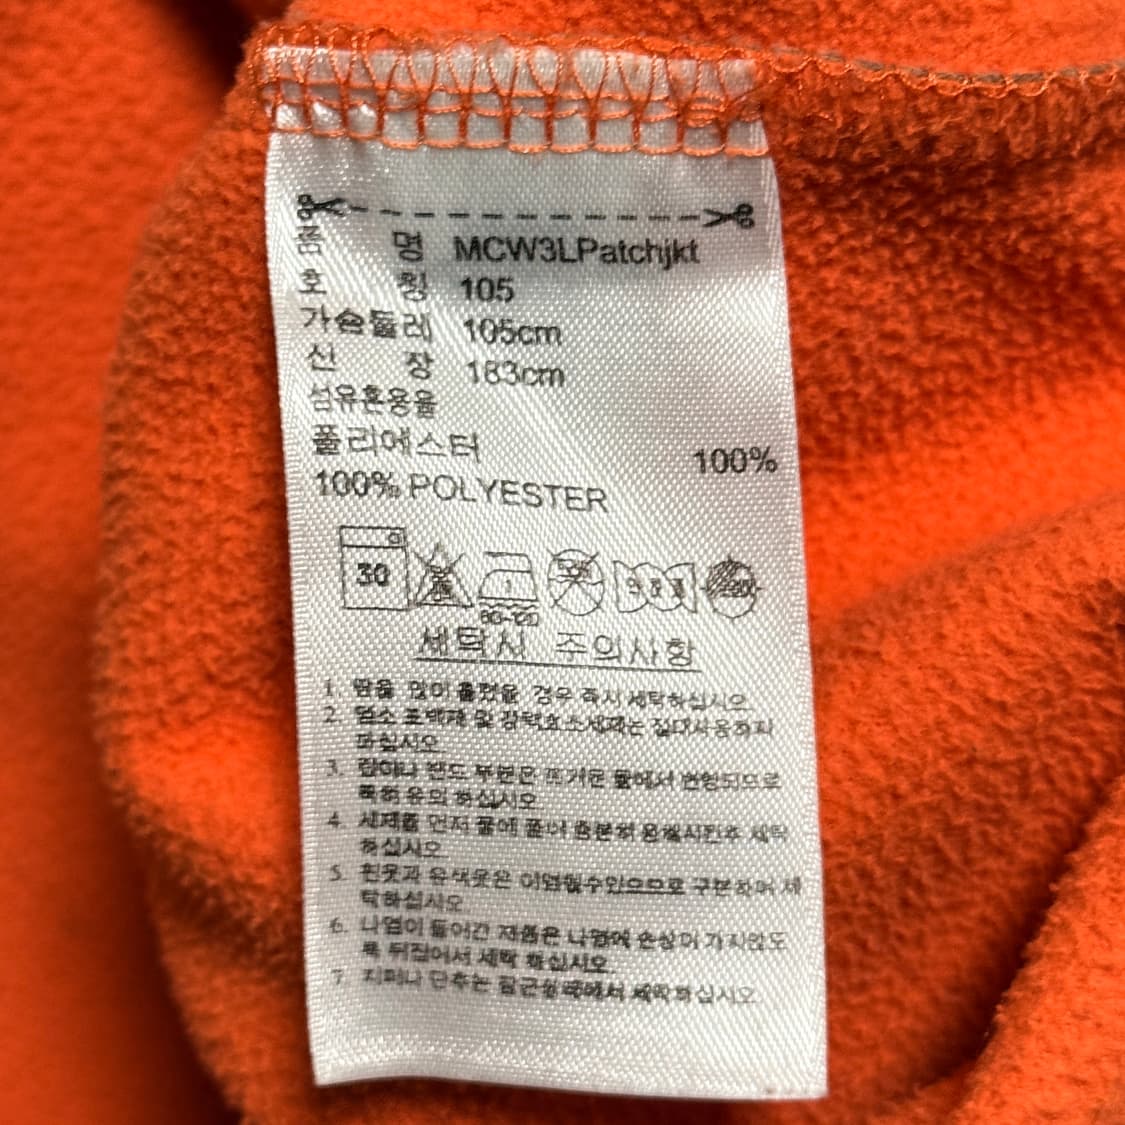 품 명 MCW3LPatchjkt
호 칭 105
가슴둘레 105cm
신 장 183cm
섬유혼용율
폴리에스터 100%
100% POLYESTER
30
80~120
세탁시 주의사항
1. 땀을 많이 흘렸을 경우 즉시 세탁하십시오
2. 염소 표백제 및 강력효소세제는 절대사용하지
마십시오
3. 밴드 부분은 뜨거운 물에서 변형되므로
특히 유의 하십시오
4. 세제를 먼저 물에 풀어 충분히 용해시킨후 세탁
하십시오
5. 흰옷과 유색옷은 이염될수있으므로 구분하여 세
탁하십시오
6. 나염이 들어간 제품은 나염에 손상이 가지않도
록 뒤집어서 세탁 하십시오
7. 지퍼나 단추는 잠근상태에서 세탁하십시오